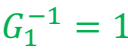 $G_1^{-1} = 1$